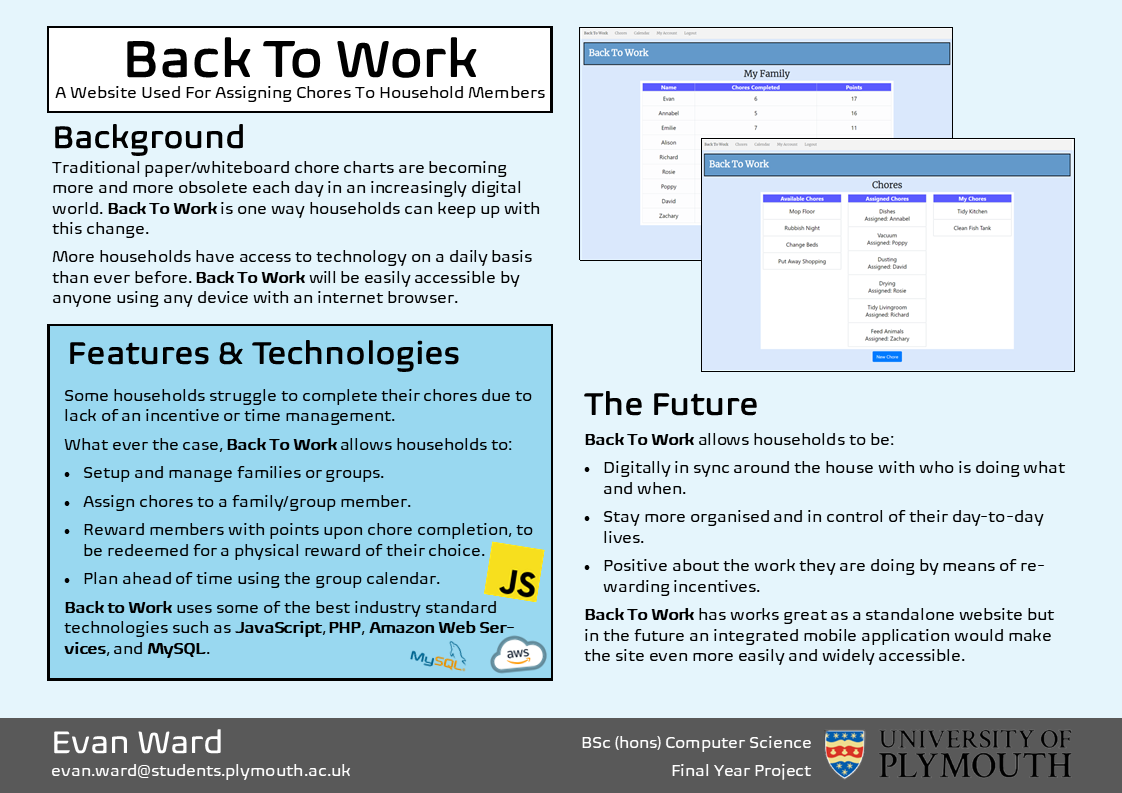 Back To Work
A Website Used For Assigning Chores To Household Members
Background
Traditional paper/whiteboard chore charts are becoming
more and more obsolete each day in an increasingly digital
world. Back To Work is one way households can keep up with
this change.
More households have access to technology on a daily basis
than ever before. Back To Work will be easily accessible by
anyone using any device with an internet browser.
Features & Technologies
Some households struggle to complete their chores due to
lack of an incentive or time management.
What ever the case, Back To Work allows households to:
• Setup and manage families or groups.
• Assign chores to a family/group member.
• Reward members with points upon chore completion, to
be redeemed for a physical reward of their choice.
• Plan ahead of time using the group calendar.
JS
Back to Work uses some of the best industry standard
technologies such as JavaScript, PHP, Amazon Web Ser-
vices, and MySQL.
MySQL
aws
Back To Work Chores Calendar My Account Logout
Back To Work
My Family
Name Chores Completed Points
Evan 6 17
Annabel 5 16
Emilie 7 11
Alison
Richard
Rosie
Poppy
David
Zachary
Back To Work Chores Calendar My Account Logout
Back To Work
Chores
Available Chores
Mop Floor
Rubbish Night
Change Beds
Put Away Shopping
Assigned Chores
Dishes
Assigned: Annabel
Vacuum
Assigned: Poppy
Dusting
Assigned: David
Drying
Assigned: Rosie
Tidy Livingroom
Assigned: Richard
Feed Animals
Assigned: Zachary
My Chores
Tidy Kitchen
Clean Fish Tank
New Chore
The Future
Back To Work allows households to be:
• Digitally in sync around the house with who is doing what
and when.
• Stay more organised and in control of their day-to-day
lives.
• Positive about the work they are doing by means of re-
warding incentives.
Back To Work has works great as a standalone website but
in the future an integrated mobile application would make
the site even more easily and widely accessible.
Evan Ward
evan.ward@students.plymouth.ac.uk
BSc (hons) Computer Science
Final Year Project
UNIVERSITY OF
PLYMOUTH